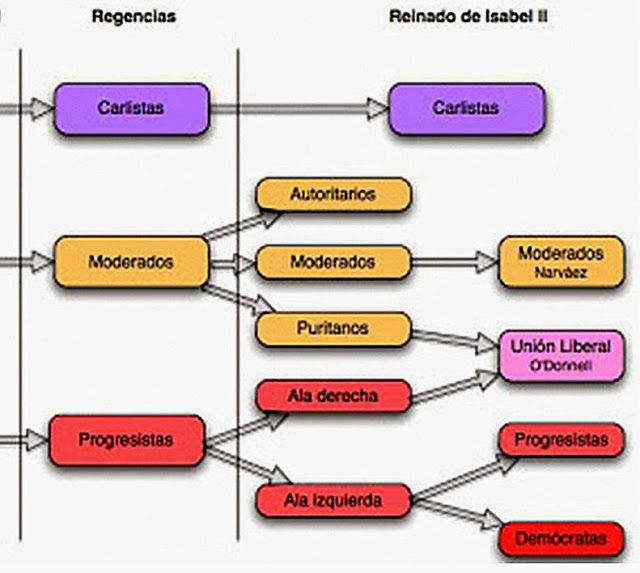 Regencias
Reinado de Isabel II
Carlistas
Carlistas
Autoritarios
Moderados
Moderados
Moderados
Narváez
Puritanos
Unión Liberal
O'Donnell
Ala derecha
Progresistas
Progresistas
Ala izquierda
Demócratas